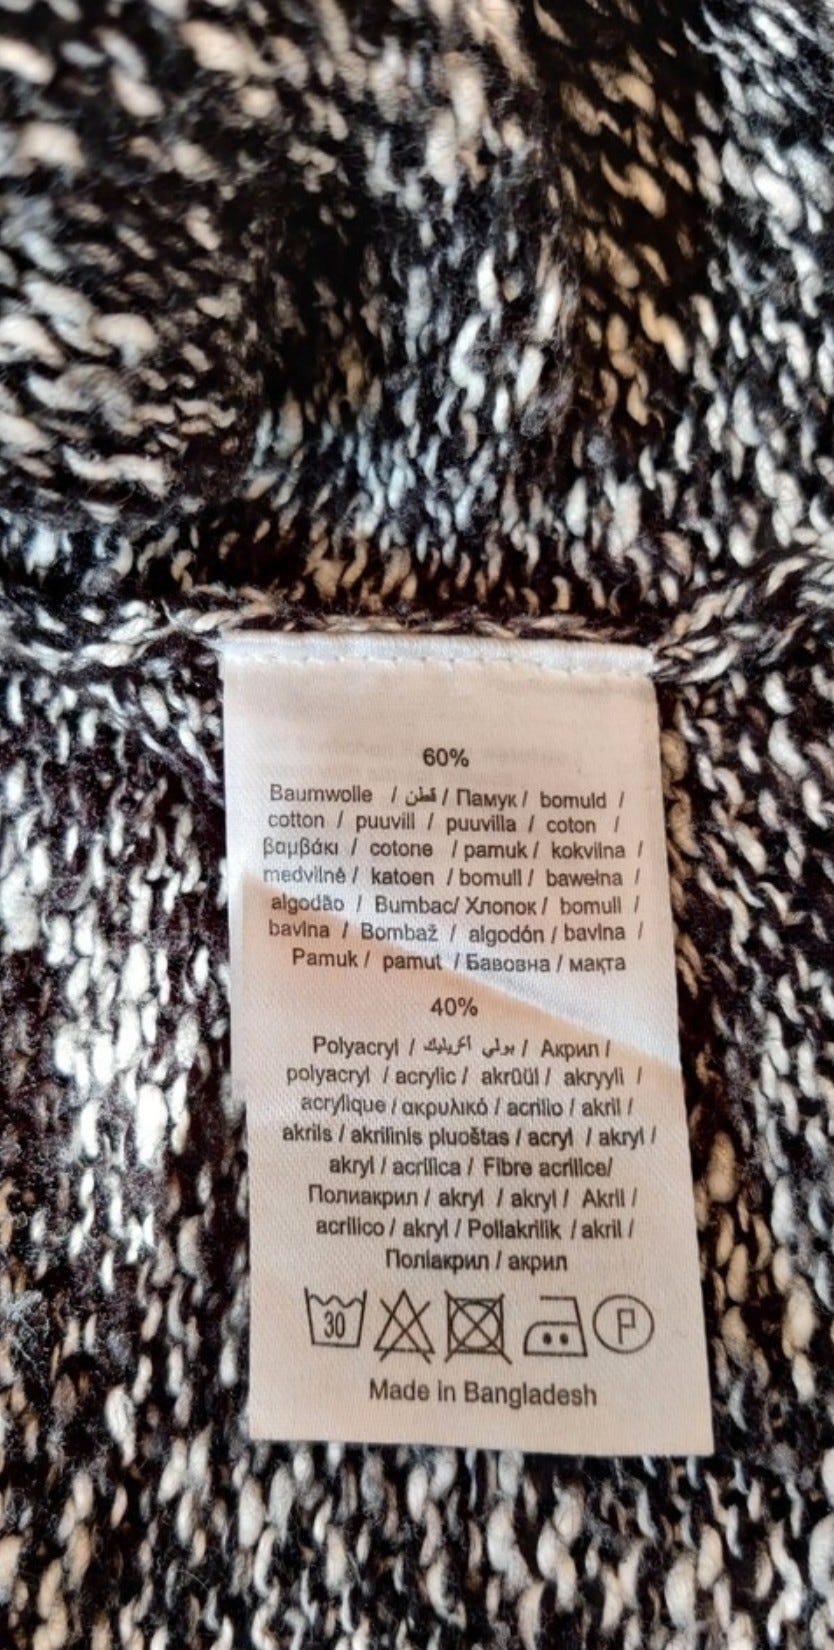 60%
Baumwolle / قطن / Памук / bomuld /
cotton / puuvill / puuvilla / coton /
βαμβάκι / cotone / pamuk / kokvilna /
medvilnė / katoen / bomull / bawełna /
algodão / Bumbac/ Хлопок / bomull /
bavlna / Bombaž / algodón / bavlna /
Pamuk / pamut / Бавовна / мақта
40%
Polyacryl / بولي أكريليك / Акрил /
polyacryl / acrylic / akrüül / akryyli /
acrylique / ακρυλικό / acrilio / akril /
akrils / akrilinis pluoštas / acryl / akryl /
akryl / acrílica / Fibre acrilice/
Полиакрил / akryl / akryl / Akril /
acrílico / akryl / Poliakrilik / akril /
Поліакрил / акрил
30 P
Made in Bangladesh